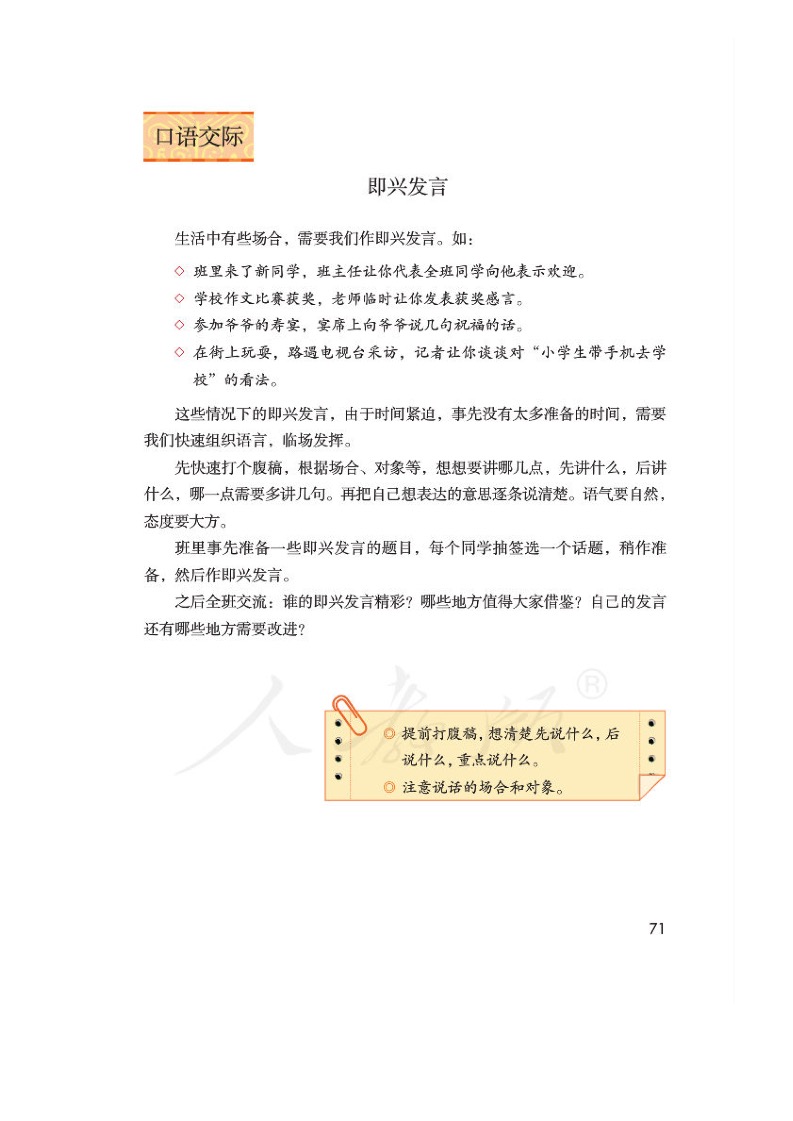 口语交际
即兴发言
生活中有些场合，需要我们作即兴发言。如：
◇ 班里来了新同学，班主任让你代表全班同学向他表示欢迎。
◇ 学校作文比赛获奖，老师临时让你发表获奖感言。
◇ 参加爷爷的寿宴，宴席上向爷爷说几句祝福的话。
◇ 在街上玩耍，路遇电视台采访，记者让你谈谈对“小学生带手机去学
校”的看法。
这些情况下的即兴发言，由于时间紧迫，事先没有太多准备的时间，需要
我们快速组织语言，临场发挥。
先快速打个腹稿，根据场合、对象等，想想要讲哪几点，先讲什么，后讲
什么，哪一点需要多讲几句。再把自己想表达的意思逐条说清楚。语气要自然，
态度要大方。
班里事先准备一些即兴发言的题目，每个同学抽签选一个话题，稍作准
备，然后作即兴发言。
之后全班交流：谁的即兴发言精彩？哪些地方值得大家借鉴？自己的发言
还有哪些地方需要改进？
人教师®
◎ 提前打腹稿，想清楚先说什么，后
说什么，重点说什么。
◎ 注意说话的场合和对象。
71